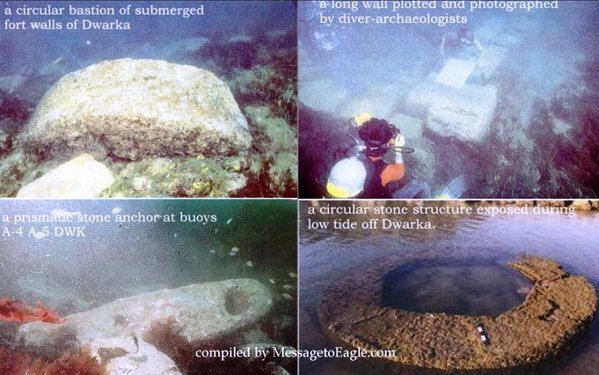 a circular bastion of submerged
fort walls of Dwarka
a long wall plotted and photographed
by diver-archaeologists
a prismatic stone anchor at buoys
A-4 A-5 DWK
a circular stone structure exposed during
low tide off Dwarka.
compiled by MessagetoEagle.com